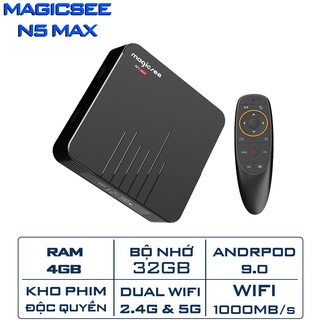 MAGICSEE
N5 MAX
magicsee
RAM
4GB
BỘ NHỚ
32GB
ANDRPOD
9.0
KHO PHIM
ĐỘC QUYỀN
DUAL WIFI
2.4G & 5G
WIFI
1000MB/s